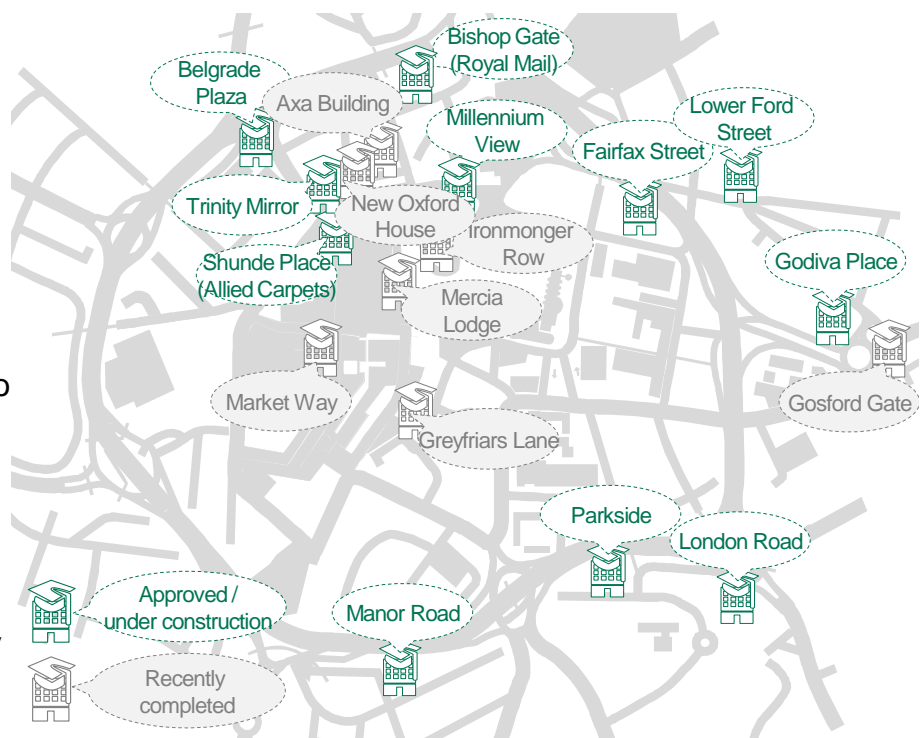 Bishop Gate
(Royal Mail)
Belgrade
Plaza
Axa Building
Lower Ford
Street
Millennium
View
Fairfax Street
Trinity Mirror
New Oxford
House
Ironmonger
Row
Shunde Place
(Allied Carpets)
Godiva Place
Mercia
Lodge
Market Way
Gosford Gate
Greyfriars Lane
Parkside
London Road
Approved /
under construction
Manor Road
Recently
completed